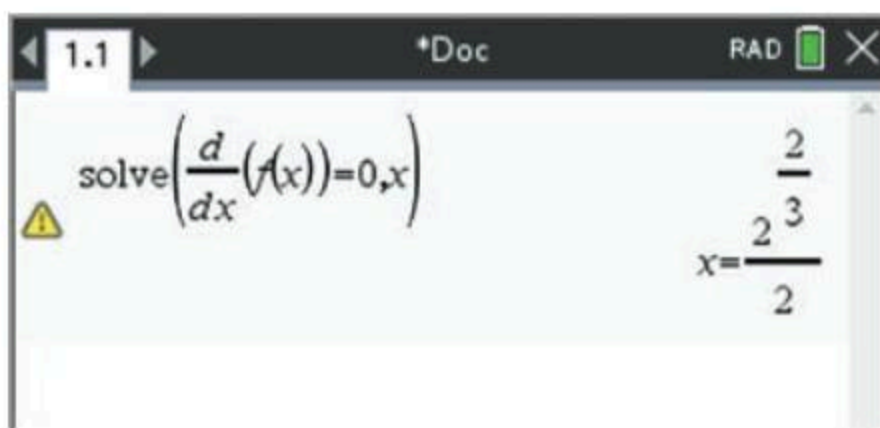 1.1 *Doc RAD
solve(d/dx(f(x))=0,x)
x=2^(2/3)/2